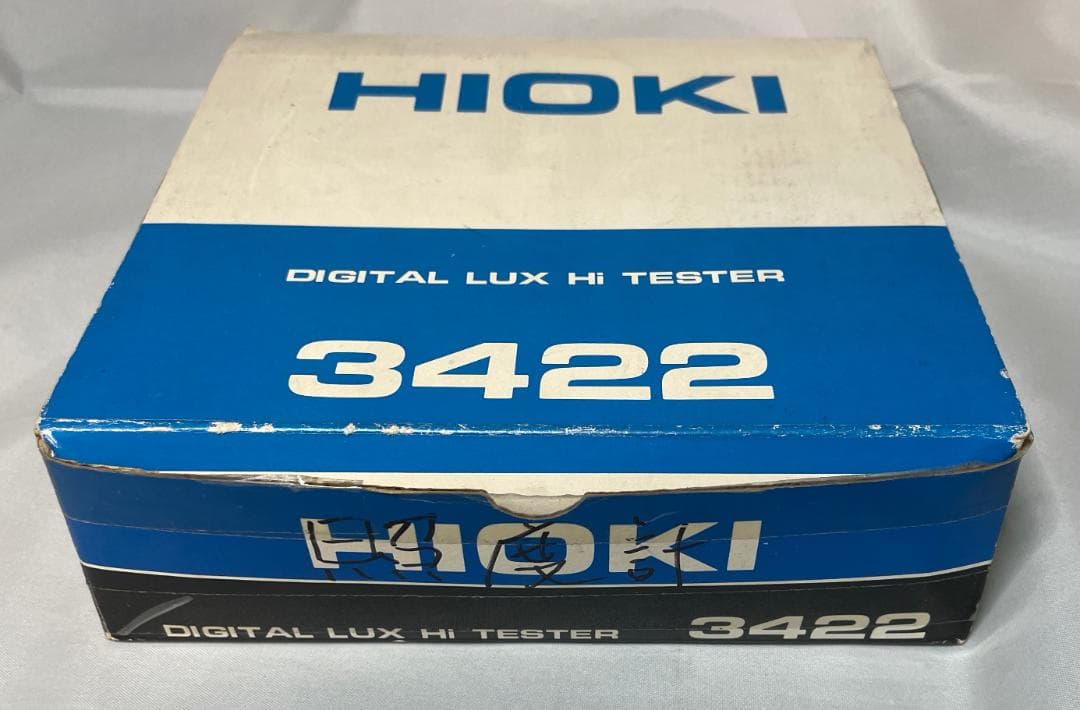 HIOKI
DIGITAL LUX Hi TESTER
3422
HIOKI
照度計
DIGITAL LUX Hi TESTER 3422